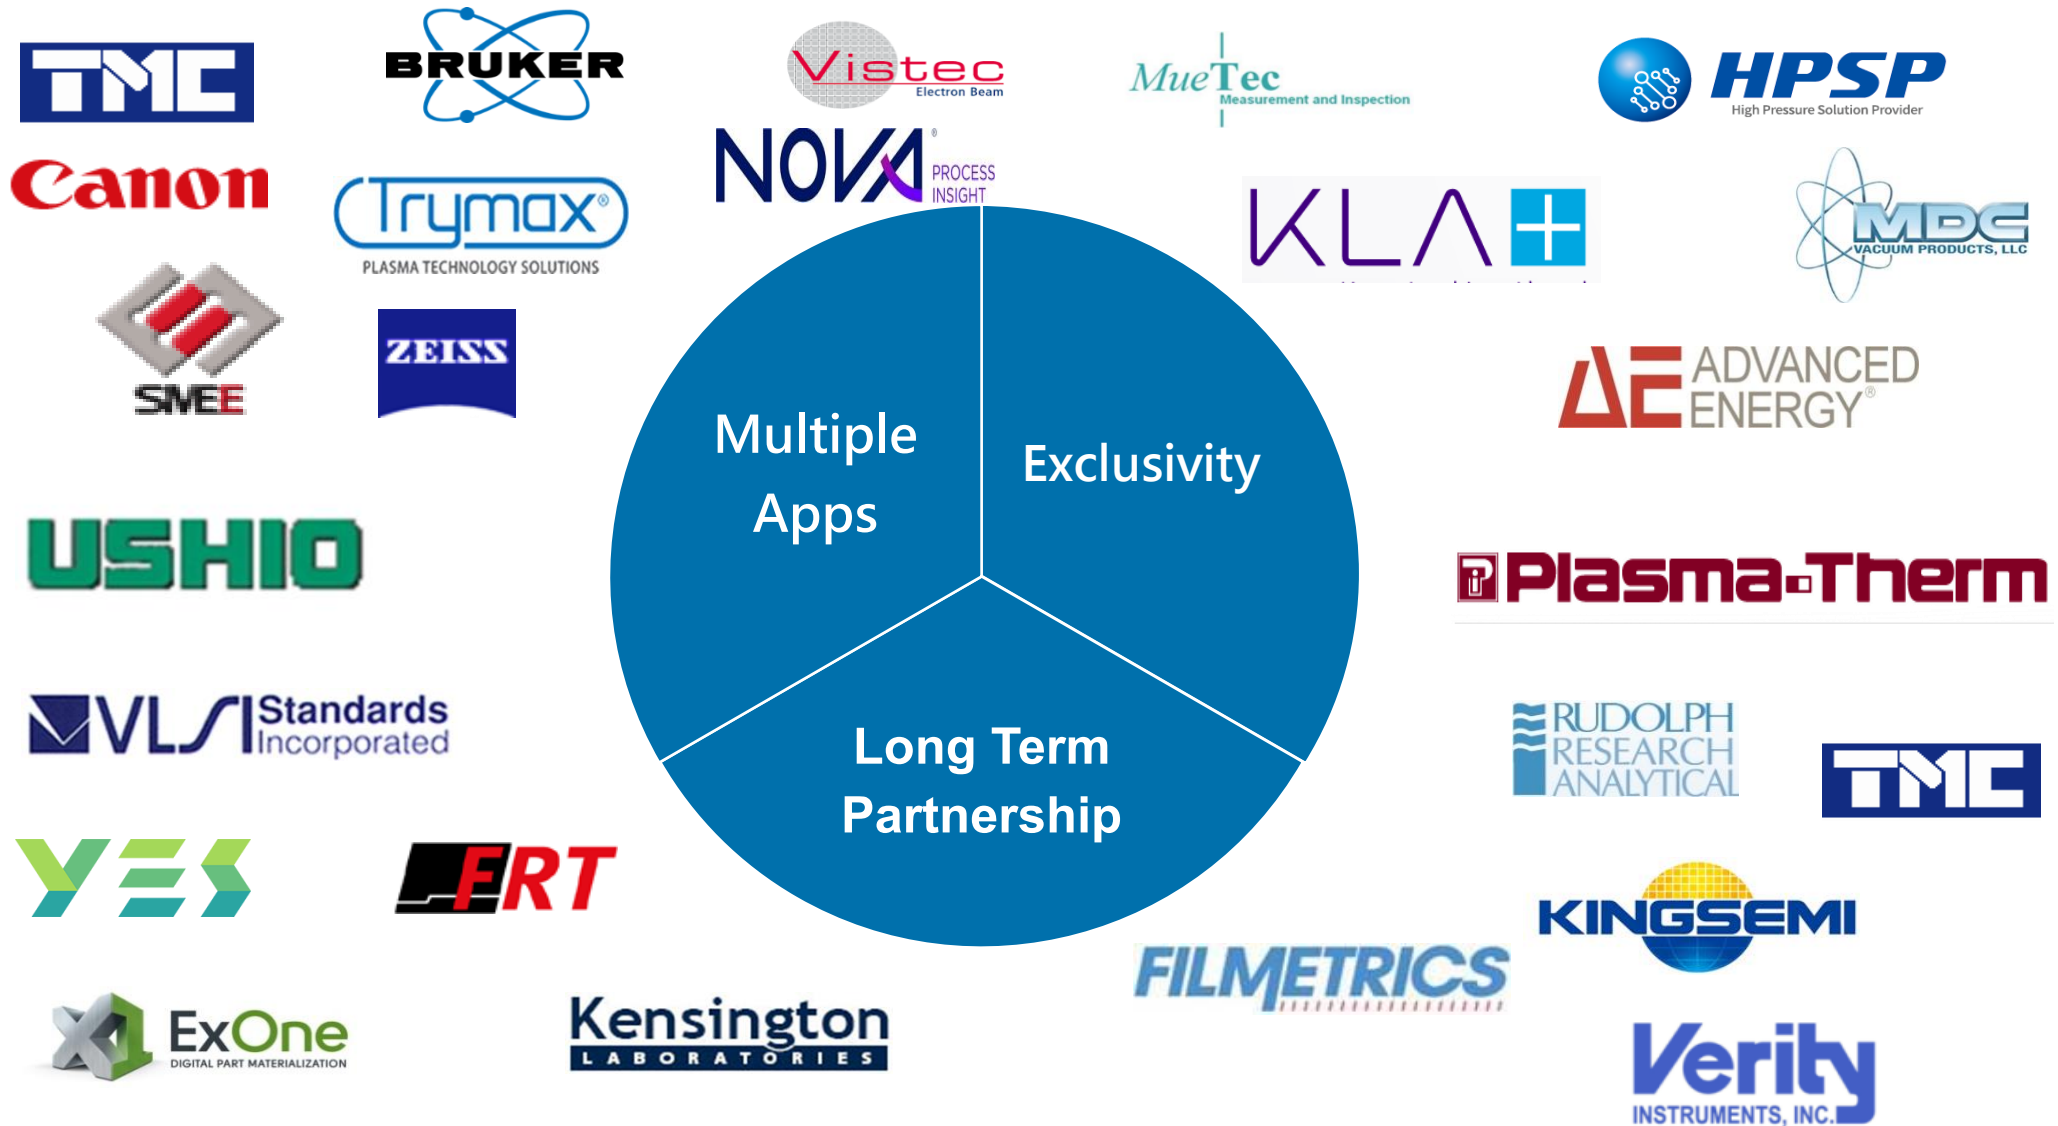 TMC
BRUKER
Vistec
Electron Beam
MueTec
Measurement and Inspection
HPSP
High Pressure Solution Provider
Canon
Trymax®
PLASMA TECHNOLOGY SOLUTIONS
NOVA®
PROCESS
INSIGHT
KLA+
MDC
VACUUM PRODUCTS, LLC
SMEE
ZEISS
AE ADVANCED
ENERGY®
Multiple
Apps
Exclusivity
USHIO
Plasma-Therm
VLSI Standards
Incorporated
Long Term
Partnership
RUDOLPH
RESEARCH
ANALYTICAL
TMC
YES
FRT
KINGSEMI
FILMETRICS
X1 ExOne
DIGITAL PART MATERIALIZATION
Kensington
LABORATORIES
Verity
INSTRUMENTS, INC.